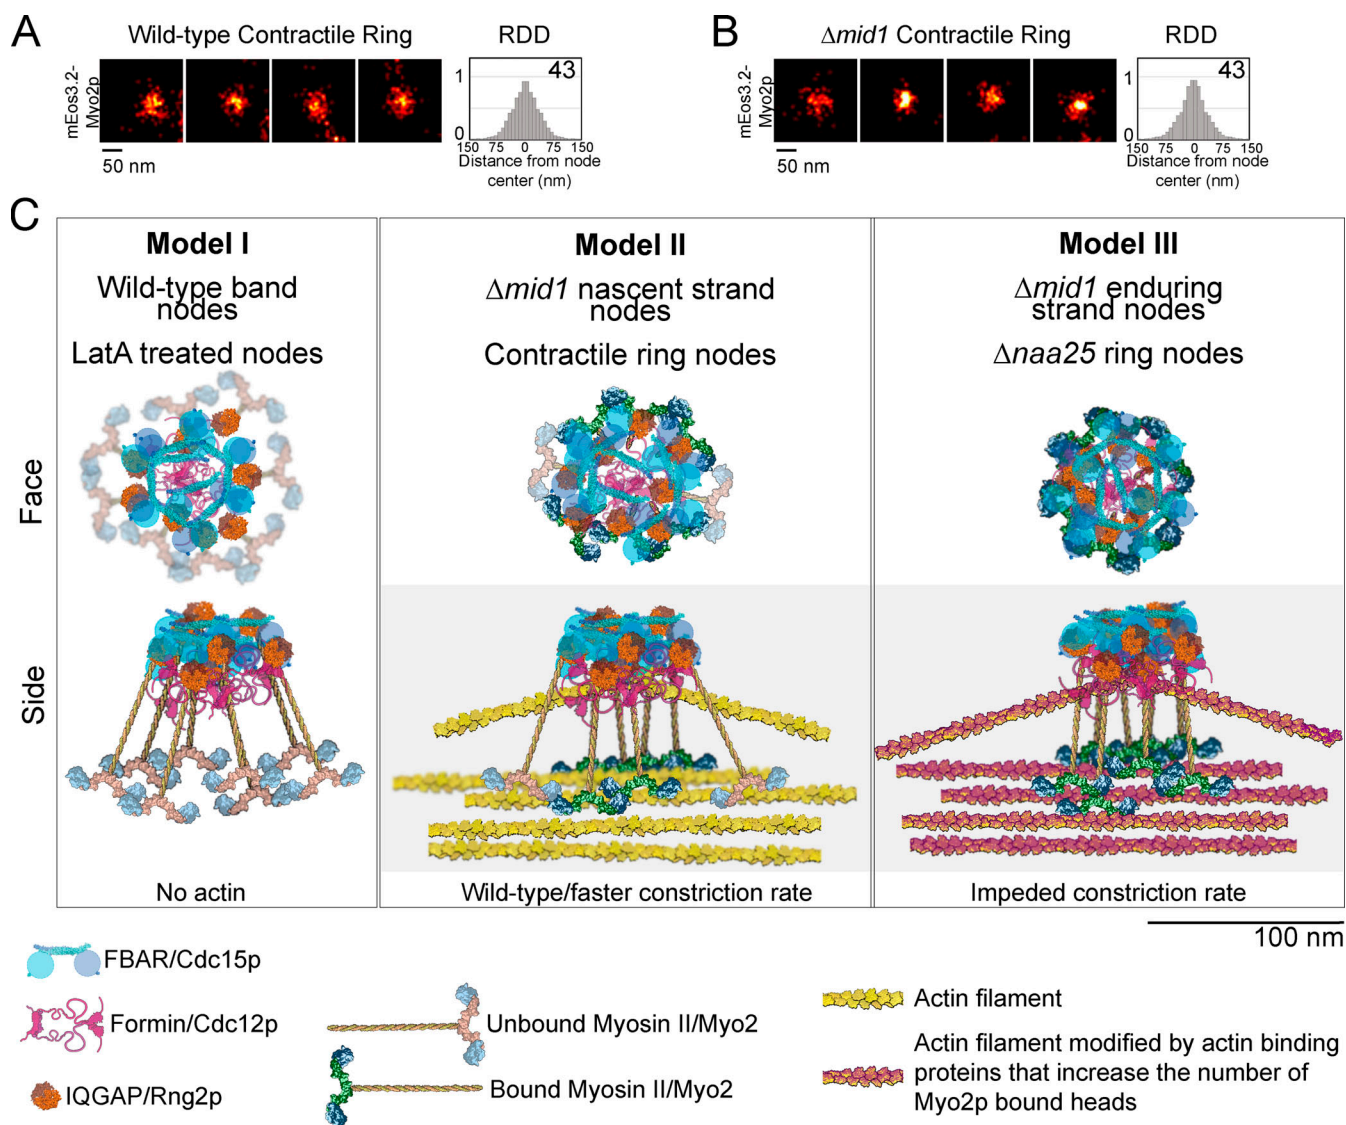 A
Wild-type Contractile Ring
RDD
mEos3.2-
Myo2p
50 nm
1
0
43
150 75 0 75 150
Distance from node
center (nm)
B
Δmid1 Contractile Ring
RDD
mEos3.2-
Myo2p
50 nm
1
0
43
150 75 0 75 150
Distance from node
center (nm)
C
Model I
Wild-type band
nodes
LatA treated nodes
Model II
Δmid1 nascent strand
nodes
Contractile ring nodes
Model III
Δmid1 enduring
strand nodes
Δnaa25 ring nodes
Face
Side
No actin
Wild-type/faster constriction rate
Impeded constriction rate
100 nm
FBAR/Cdc15p
Formin/Cdc12p
IQGAP/Rng2p
Unbound Myosin II/Myo2
Bound Myosin II/Myo2
Actin filament
Actin filament modified by actin binding
proteins that increase the number of
Myo2p bound heads